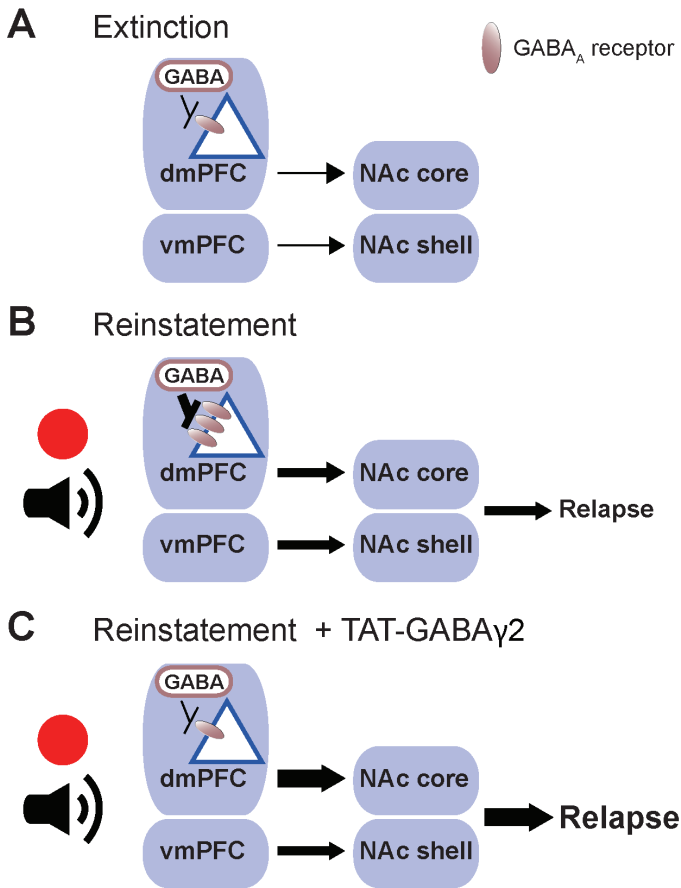 A Extinction
GABA_A receptor
GABA
dmPFC
NAc core
vmPFC
NAc shell
B Reinstatement
GABA
dmPFC
NAc core
Relapse
vmPFC
NAc shell
C Reinstatement + TAT-GABAγ2
GABA
dmPFC
NAc core
Relapse
vmPFC
NAc shell